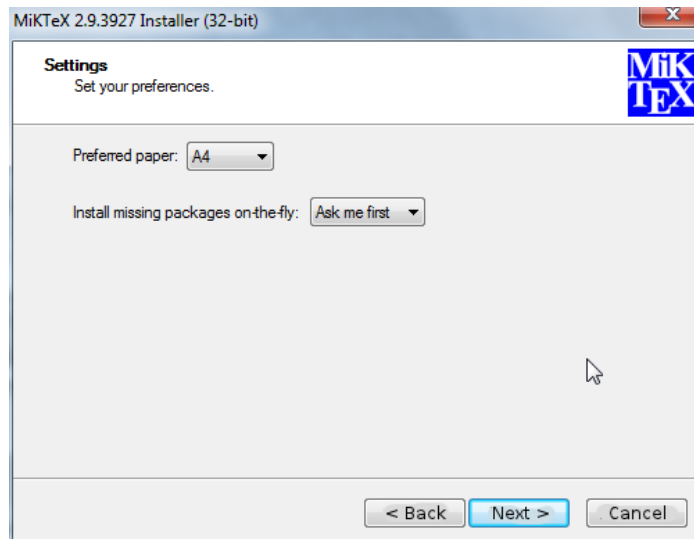 MiKTeX 2.9.3927 Installer (32-bit)
X
Settings
Set your preferences.
MiK
TEX
Preferred paper: A4
Install missing packages on-the-fly: Ask me first
< Back Next > Cancel